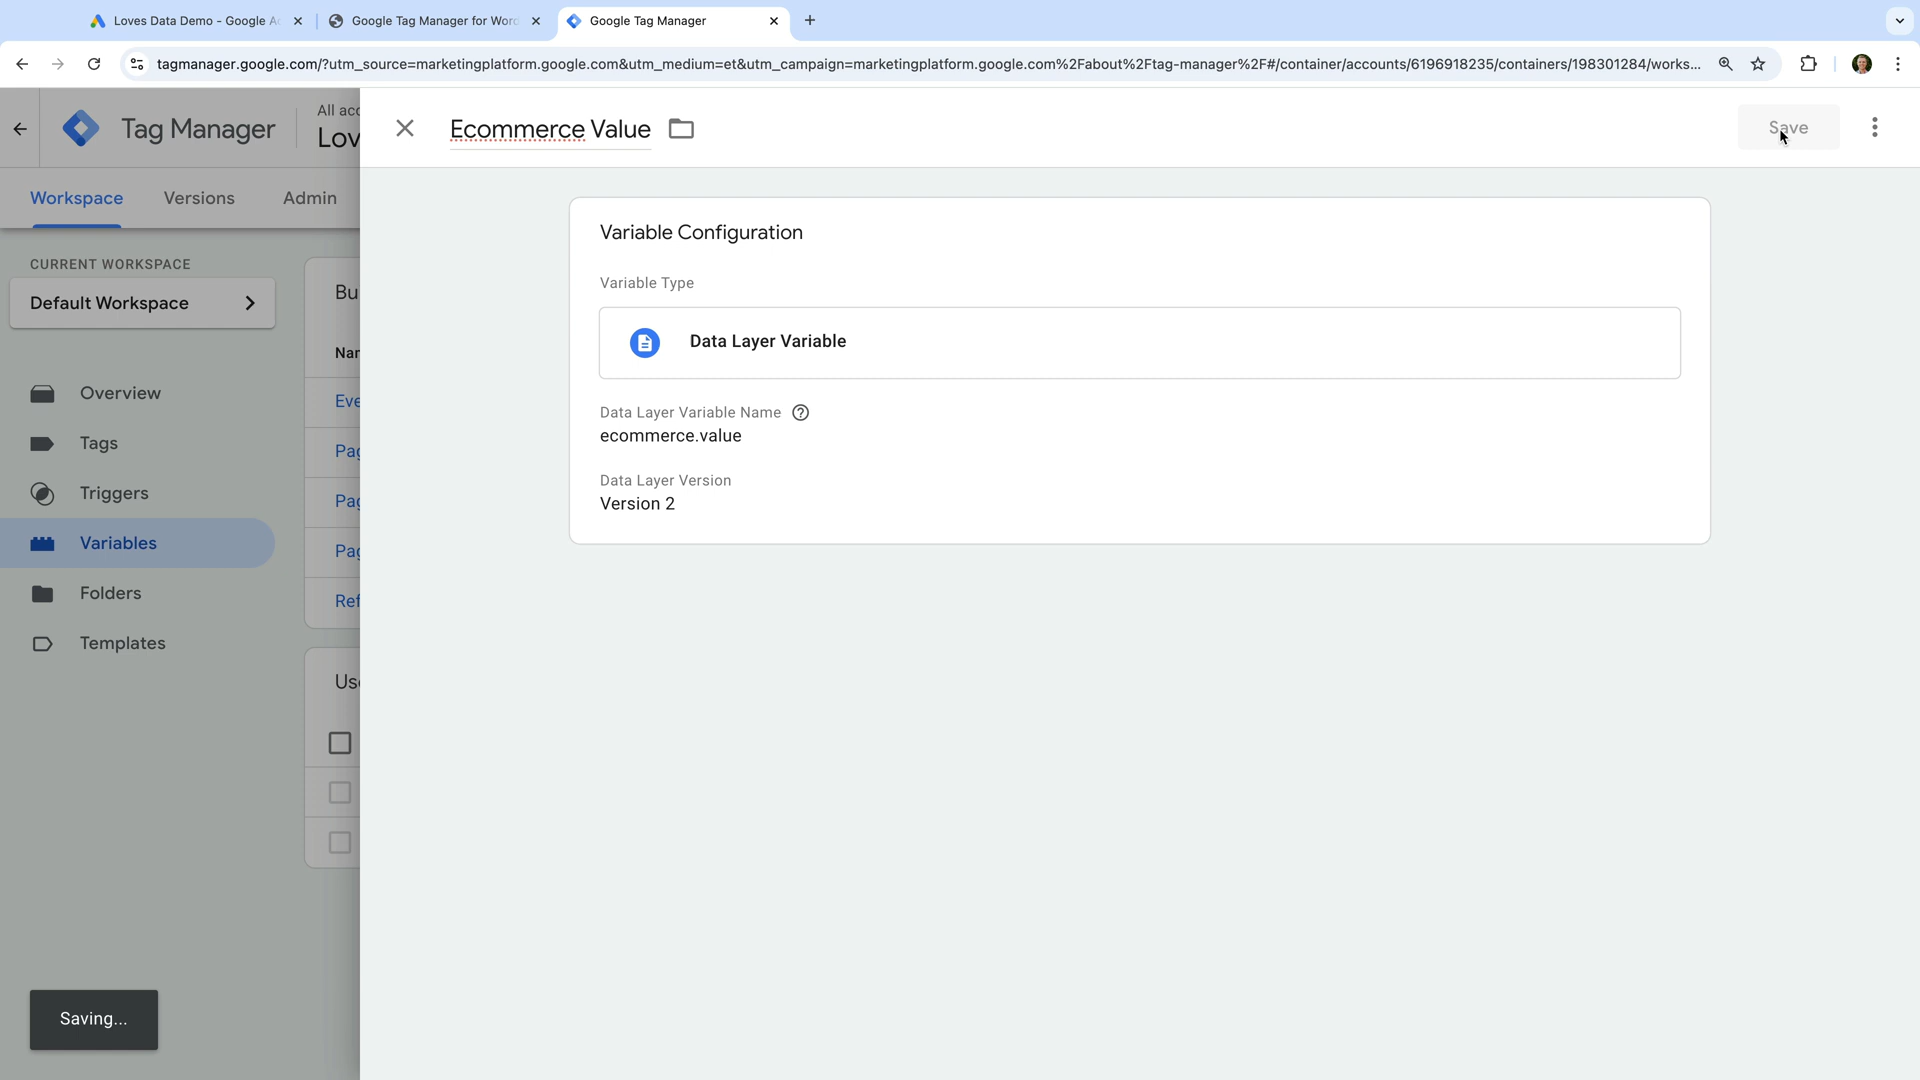 Loves Data Demo - Google A
Google Tag Manager for Wor
Google Tag Manager
tagmanager.google.com/?utm_source=marketingplatform.google.com&utm_medium=et&utm_campaign=marketingplatform.google.com%2Fabout%2Ftag-manager%2F#/container/accounts/6196918235/containers/198301284/works...
Tag Manager
All acc
Lov
Ecommerce Value
Save
Workspace
Versions
Admin
CURRENT WORKSPACE
Default Workspace
Overview
Tags
Triggers
Variables
Folders
Templates
Bu
Nar
Eve
Pag
Pag
Pag
Ref
Use
Variable Configuration
Variable Type
Data Layer Variable
Data Layer Variable Name
ecommerce.value
Data Layer Version
Version 2
Saving...